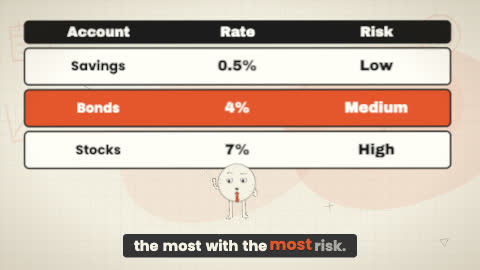 Account Rate Risk
Savings 0.5% Low
Bonds 4% Medium
Stocks 7% High
the most with the most risk.